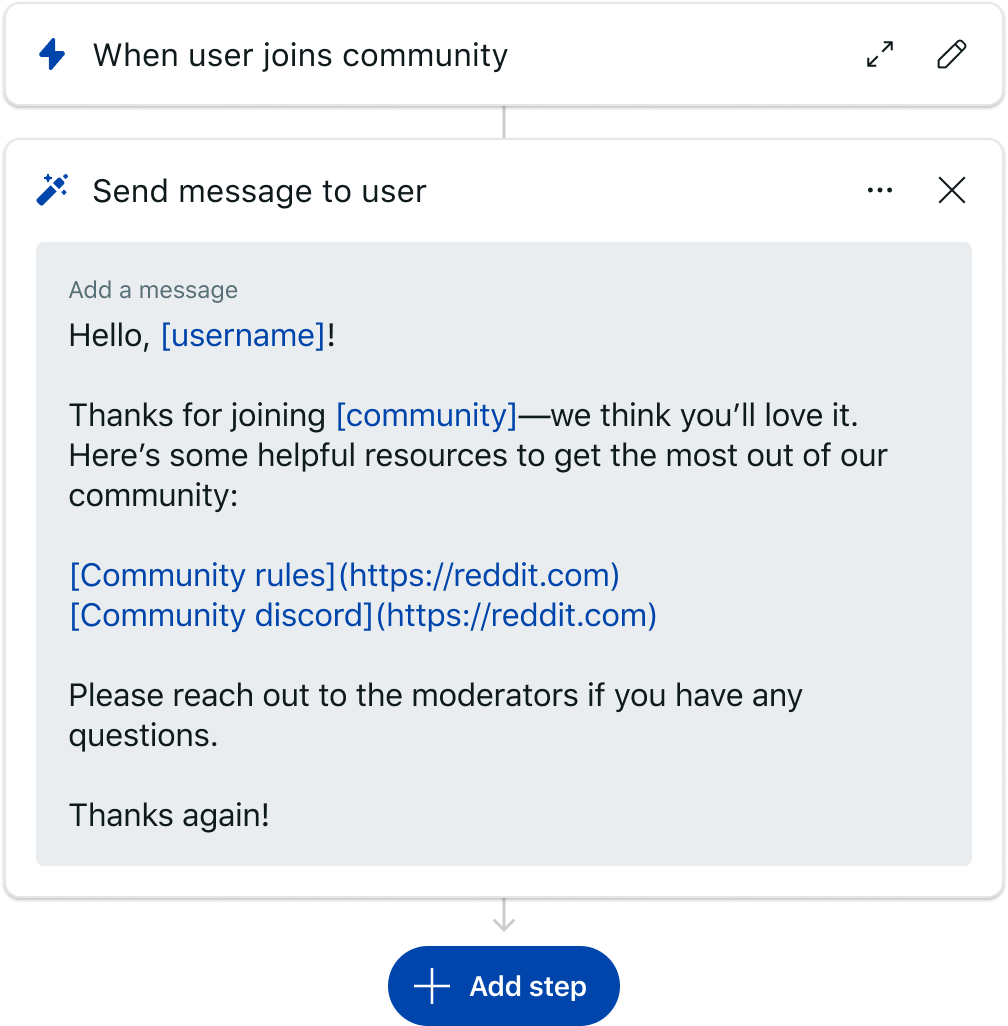 When user joins community
Send message to user
Add a message
Hello, [username]!
Thanks for joining [community]—we think you’ll love it.
Here’s some helpful resources to get the most out of our
community:
[Community rules](https://reddit.com)
[Community discord](https://reddit.com)
Please reach out to the moderators if you have any
questions.
Thanks again!
Add step